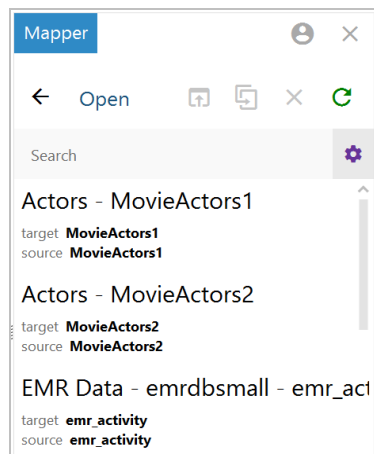 Mapper
Open
Search
Actors - MovieActors1
target MovieActors1
source MovieActors1
Actors - MovieActors2
target MovieActors2
source MovieActors2
EMR Data - emrdbsmall - emr_act
target emr_activity
source emr_activity